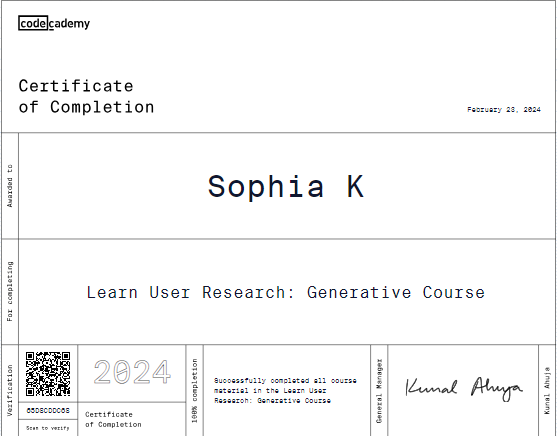 codecademy
Certificate
of Completion
February 23, 2024
Awarded to
Sophia K
For completing
Learn User Research: Generative Course
Verification
Scan to verify
2024
Certificate
of Completion
100% completion
Successfully completed all course
material in the Learn User
Research: Generative Course
General Manager
Kunal Ahuja
Kunal Ahuja